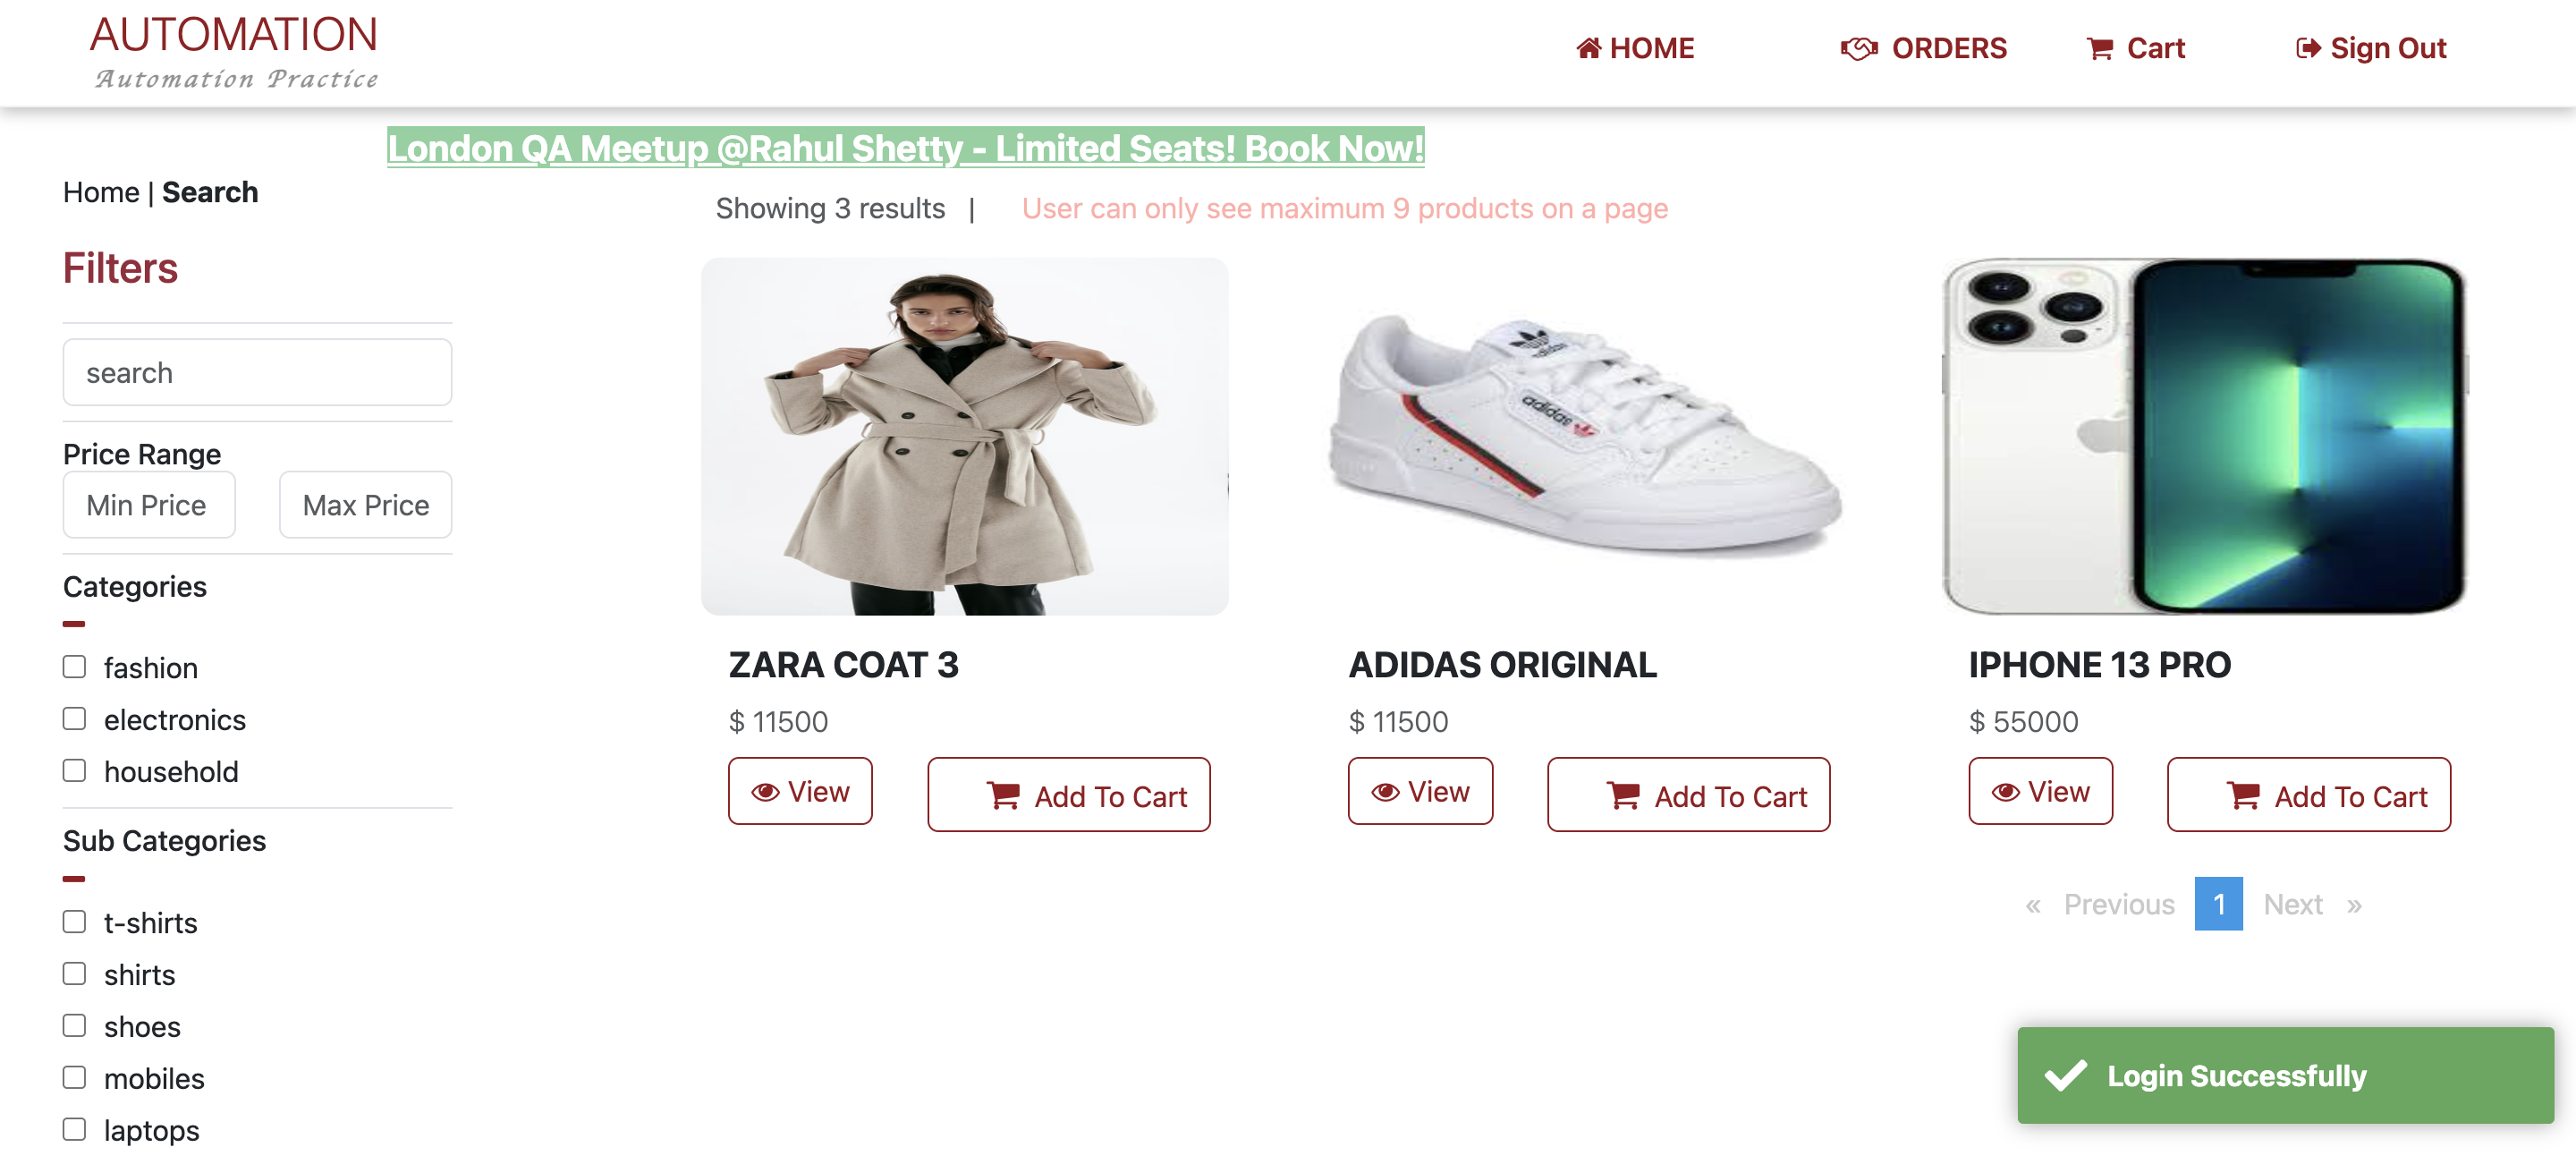 AUTOMATION
Automation Practice
HOME
ORDERS
Cart
Sign Out
London QA Meetup @Rahul Shetty - Limited Seats! Book Now!
Home | Search
Showing 3 results |
User can only see maximum 9 products on a page
Filters
search
Price Range
Min Price
Max Price
Categories
fashion
electronics
household
Sub Categories
t-shirts
shirts
shoes
mobiles
laptops
adidas
adidas
ZARA COAT 3
$ 11500
View
Add To Cart
ADIDAS ORIGINAL
$ 11500
View
Add To Cart
IPHONE 13 PRO
$ 55000
View
Add To Cart
« Previous 1 Next »
Login Successfully